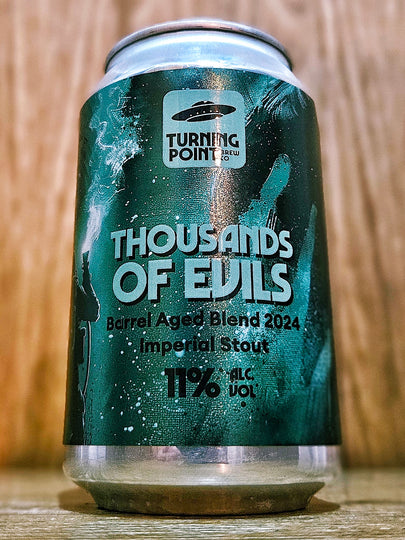 TURNING
POINT BREW
CO
THOUSANDS
OF EVILS
Barrel Aged Blend 2024
Imperial Stout
11% ALC.
VOL